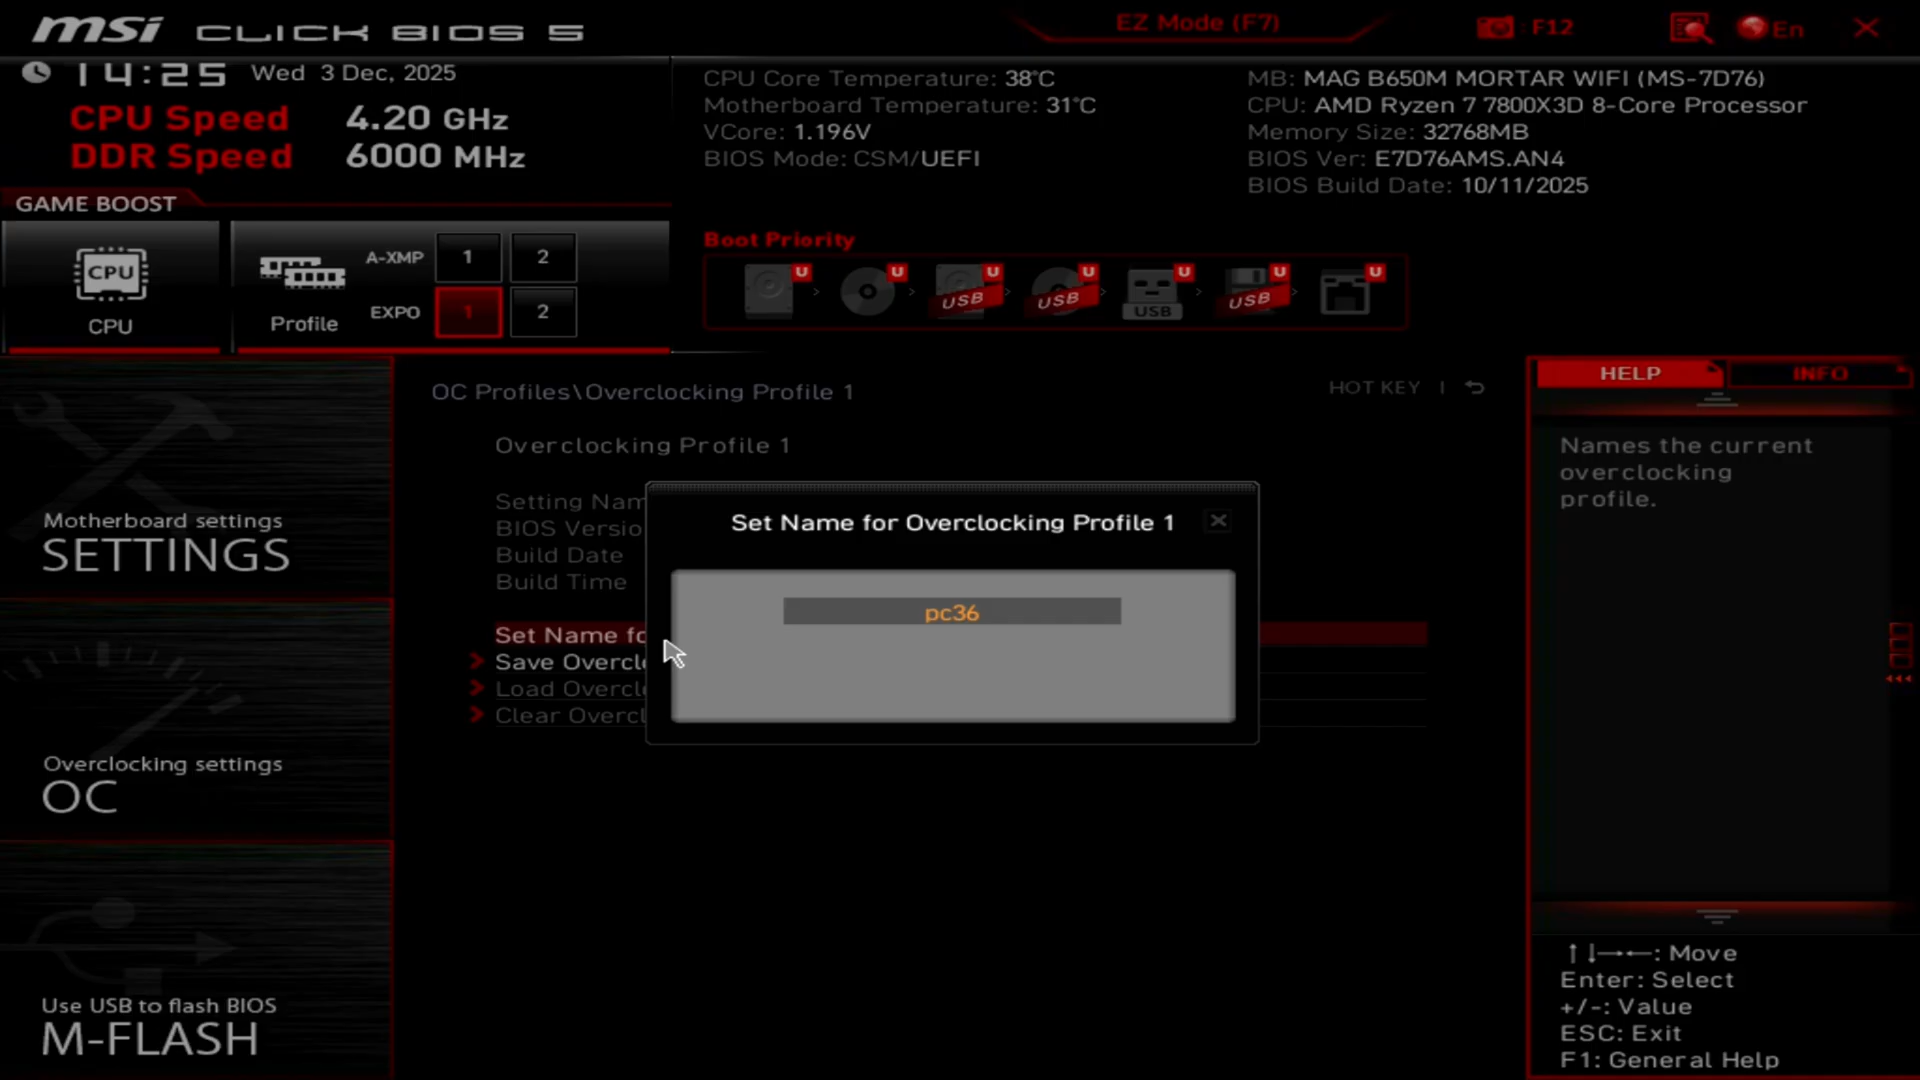 msi CLICK BIOS 5
EZ Mode (F7)
: F12
En
14:25 Wed 3 Dec, 2025
CPU Speed 4.20 GHz
DDR Speed 6000 MHz
CPU Core Temperature: 38°C
Motherboard Temperature: 31°C
VCore: 1.196V
BIOS Mode: CSM/UEFI
MB: MAG B650M MORTAR WIFI (MS-7D76)
CPU: AMD Ryzen 7 7800X3D 8-Core Processor
Memory Size: 32768MB
BIOS Ver: E7D76AMS.AN4
BIOS Build Date: 10/11/2025
GAME BOOST
CPU
CPU
Profile
A-XMP 1 2
EXPO 1 2
Boot Priority
U U U U U U U
USB USB USB USB
Motherboard settings
SETTINGS
Overclocking settings
OC
Use USB to flash BIOS
M-FLASH
OC Profiles\Overclocking Profile 1
HOT KEY |
Overclocking Profile 1
Setting Nam
BIOS Versio
Build Date
Build Time
Set Name fo
Save Overcl
Load Overcl
Clear Overcl
Set Name for Overclocking Profile 1
pc36
HELP
INFO
Names the current
overclocking
profile.
↑↓→←: Move
Enter: Select
+/-: Value
ESC: Exit
F1: General Help